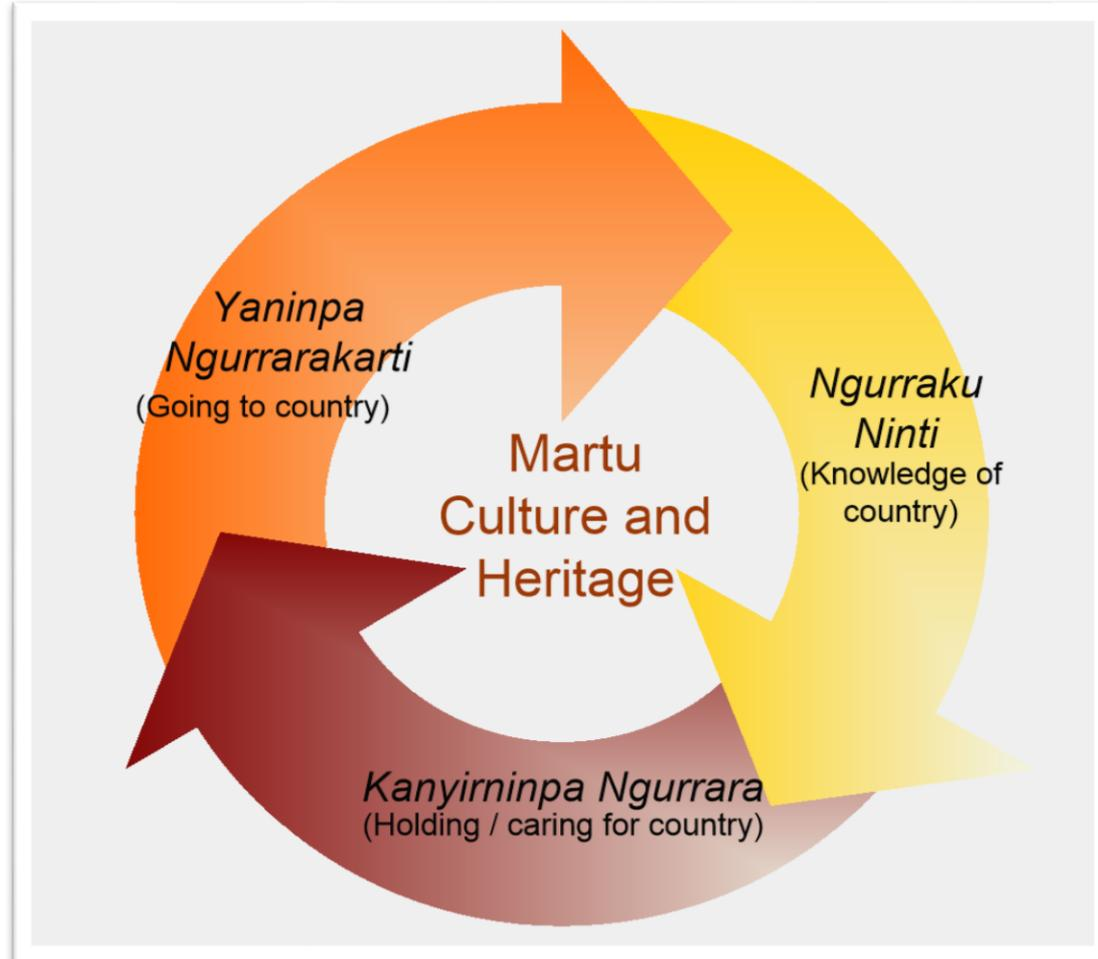 Yaninpa
Ngurrarakarti
(Going to country)
Ngurraku
Ninti
(Knowledge of
country)
Martu
Culture and
Heritage
Kanyirninpa Ngurrara
(Holding / caring for country)